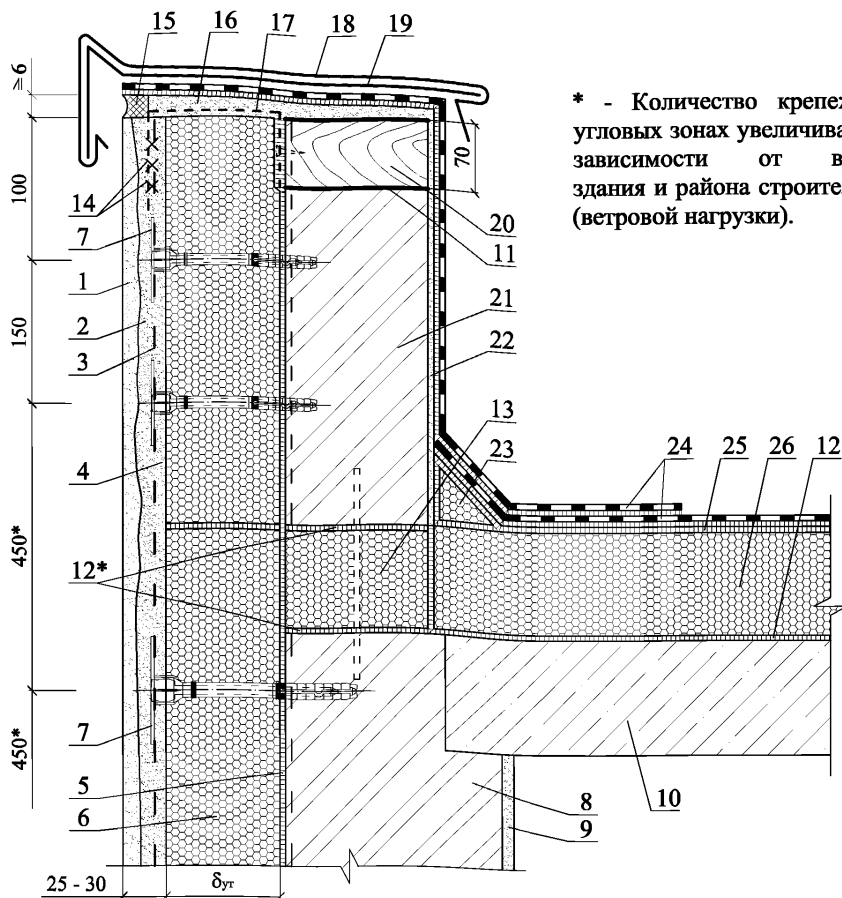 15 16 17 18 19
≥ 6
100
150
450*
450*
70
14
7
1
2
3
4
12*
7
5
6
20
11
21
22
13
23
24 25 26 12
8
9
10
25 - 30
δут
* - Количество крепеж
угловых зонах увеличива
зависимости от в
здания и района строител
(ветровой нагрузки).